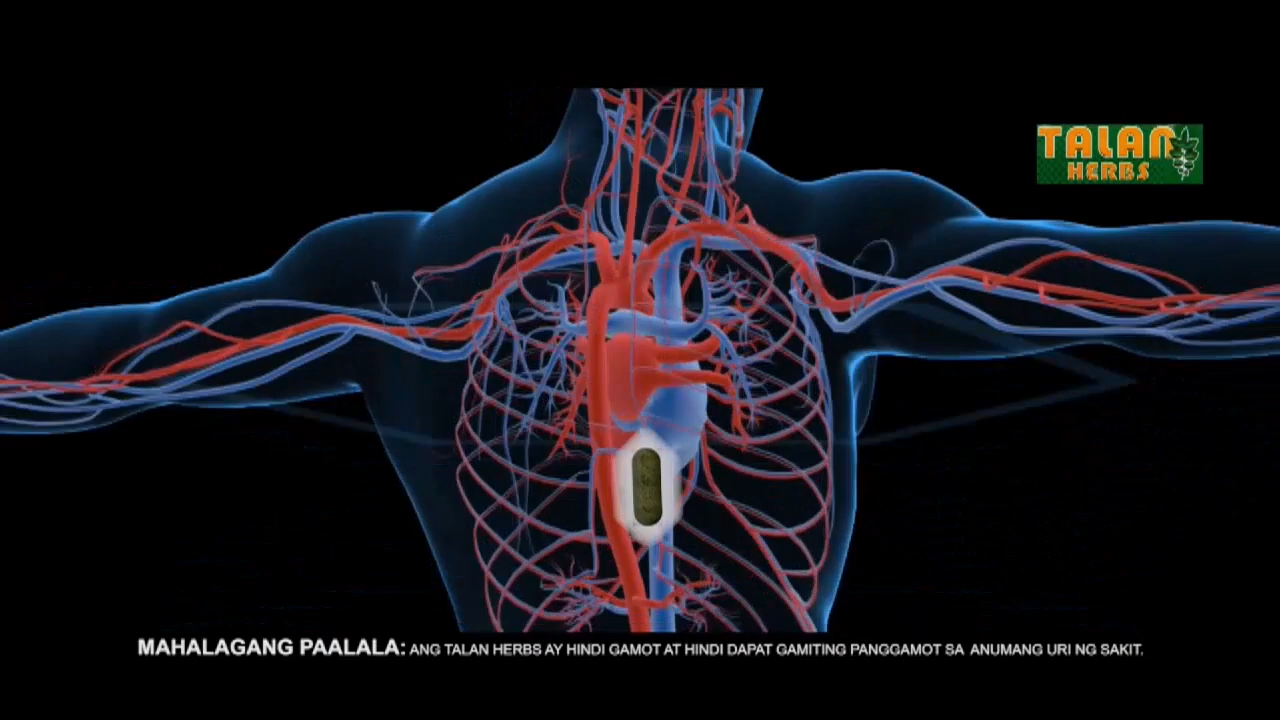 TALAN
HERBS
MAHALAGANG PAALALA: ANG TALAN HERBS AY HINDI GAMOT AT HINDI DAPAT GAMITING PANGGAMOT SA ANUMANG URI NG SAKIT.